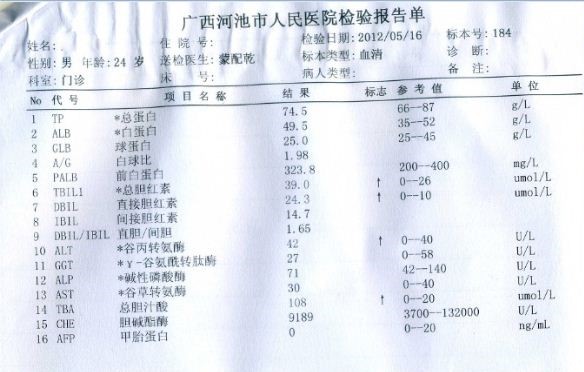 广西河池市人民医院检验报告单
姓名: 住 院 号: 检验日期:2012/05/16 标本号:184
性别:男 年龄:24 岁 送检医生:蒙配乾 标本类型:血清 诊 断:
科室:门诊 床 号: 病人类型: 备 注:
No 代 号 项 目 名 称 结 果 标志 参 考 值 单 位
1 TP *总蛋白 74.5 66--87 g/L
2 ALB *白蛋白 49.5 35--52 g/L
3 GLB 球蛋白 25.0 25--45 g/L
4 A/G 白球比 1.98
5 PALB 前白蛋白 323.8 200--400 mg/L
6 TBIL1 *总胆红素 39.0 ↑ 0--26 umol/L
7 DBIL 直接胆红素 24.3 ↑ 0--10 umol/L
8 IBIL 间接胆红素 14.7
9 DBIL/IBIL 直胆/间胆 1.65
10 ALT *谷丙转氨酶 42 ↑ 0--40 U/L
11 GGT *γ-谷氨酰转肽酶 27 0--58 U/L
12 ALP *碱性磷酸酶 71 42--140 U/L
13 AST *谷草转氨酶 30 0--40 U/L
14 TBA 总胆汁酸 108 ↑ 0--20 umol/L
15 CHE 胆碱酯酶 9189 3700--132000 U/L
16 AFP 甲胎蛋白 0 0--20 ng/mL